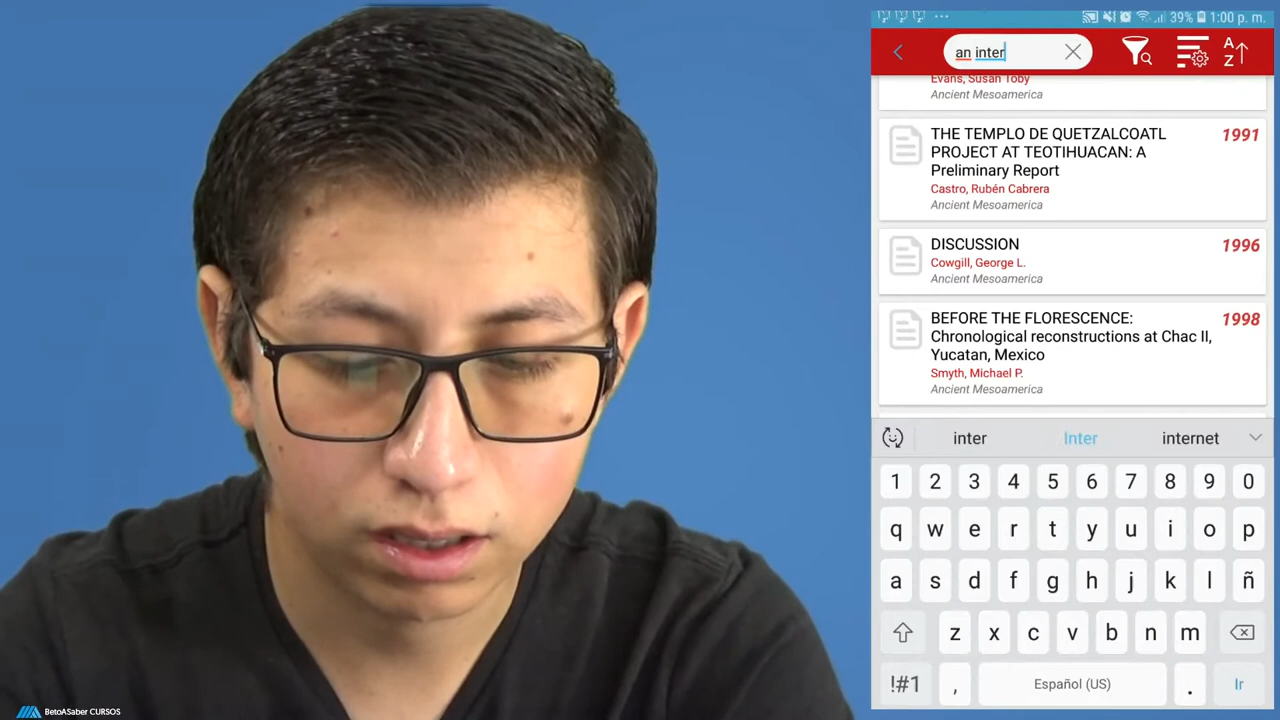 39% 1:00 p. m.
an inter
A
Z
Evans, Susan Toby
Ancient Mesoamerica
THE TEMPLO DE QUETZALCOATL 1991
PROJECT AT TEOTIHUACAN: A
Preliminary Report
Castro, Rubén Cabrera
Ancient Mesoamerica
DISCUSSION 1996
Cowgill, George L.
Ancient Mesoamerica
BEFORE THE FLORESCENCE: 1998
Chronological reconstructions at Chac II,
Yucatan, Mexico
Smyth, Michael P.
Ancient Mesoamerica
inter Inter internet
1 2 3 4 5 6 7 8 9 0
q w e r t y u i o p
a s d f g h j k l ñ
z x c v b n m
!#1 , Español (US) . Ir
BetoASaber CURSOS